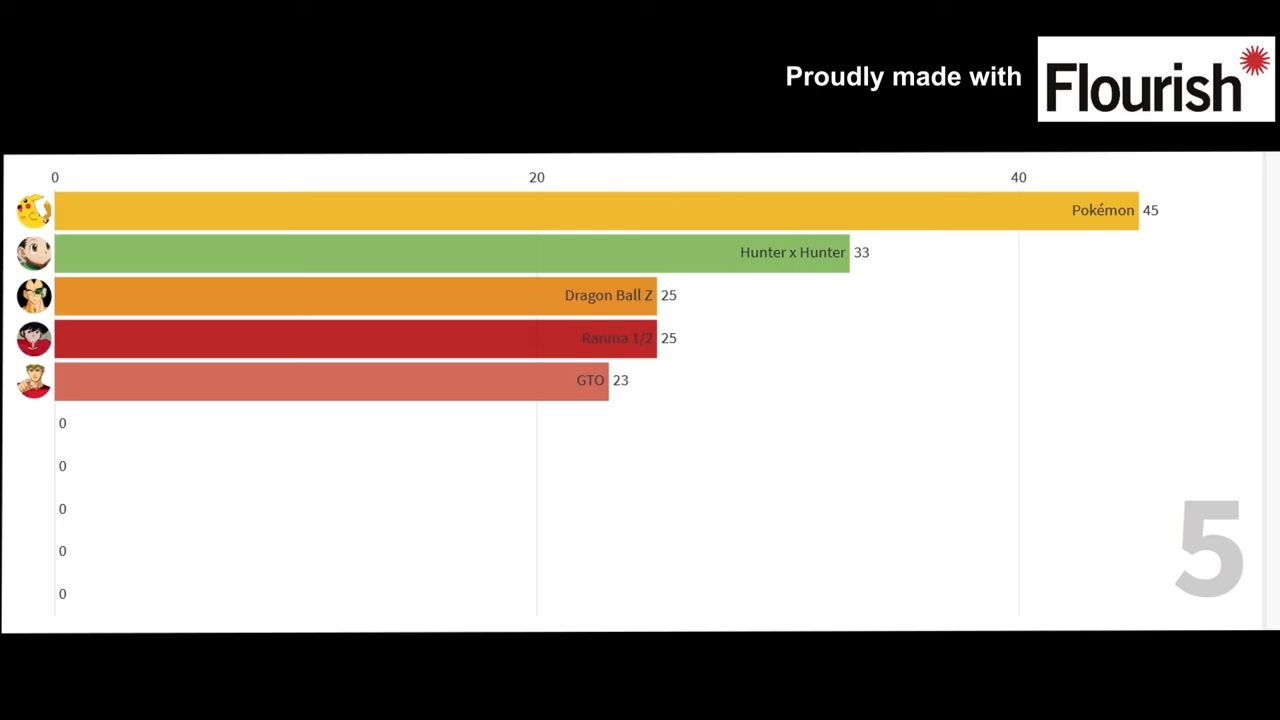 Proudly made with Flourish
0 20 40
Pokémon 45
Hunter x Hunter 33
Dragon Ball Z 25
Ranma 1/2 25
GTO 23
0
0
0
0
0
5